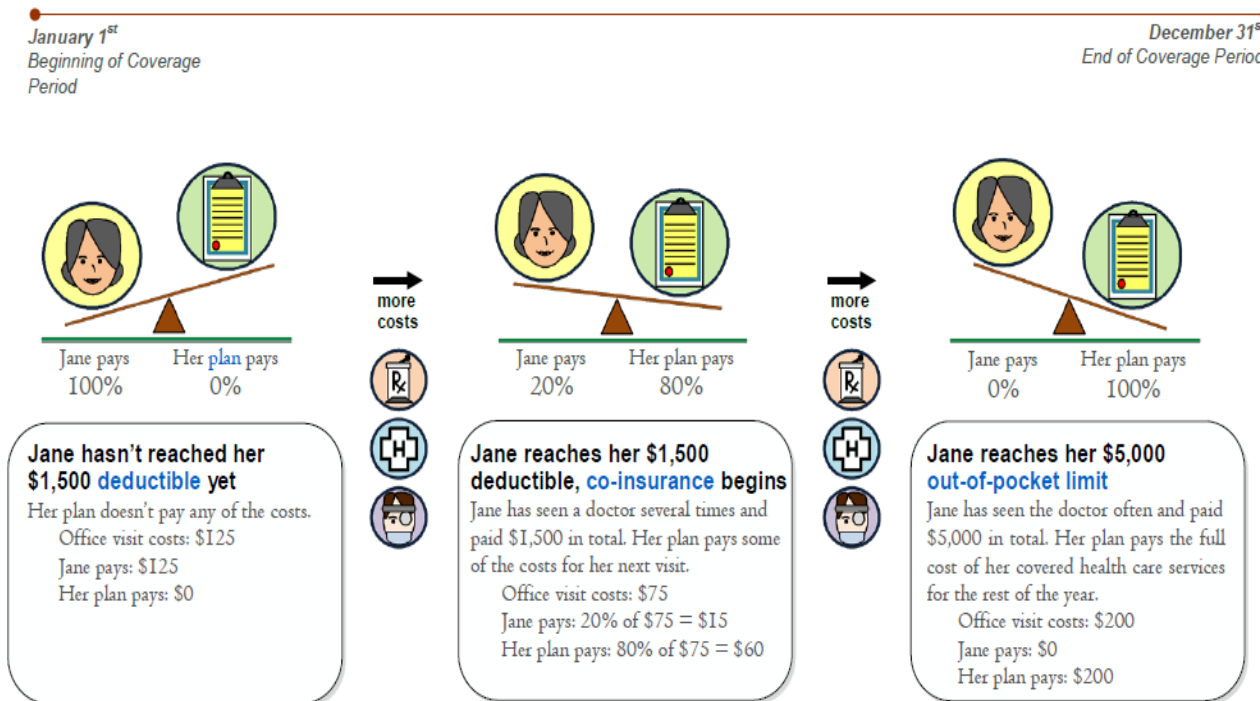 January 1st
Beginning of Coverage
Period
December 31s
End of Coverage Period
Jane pays
100%
Her plan pays
0%
more
costs
Rx
H
Jane pays
20%
Her plan pays
80%
more
costs
Rx
H
Jane pays
0%
Her plan pays
100%
Jane hasn't reached her
$1,500 deductible yet
Her plan doesn't pay any of the costs.
Office visit costs: $125
Jane pays: $125
Her plan pays: $0
Jane reaches her $1,500
deductible, co-insurance begins
Jane has seen a doctor several times and
paid $1,500 in total. Her plan pays some
of the costs for her next visit.
Office visit costs: $75
Jane pays: 20% of $75 = $15
Her plan pays: 80% of $75 = $60
Jane reaches her $5,000
out-of-pocket limit
Jane has seen the doctor often and paid
$5,000 in total. Her plan pays the full
cost of her covered health care services
for the rest of the year.
Office visit costs: $200
Jane pays: $0
Her plan pays: $200